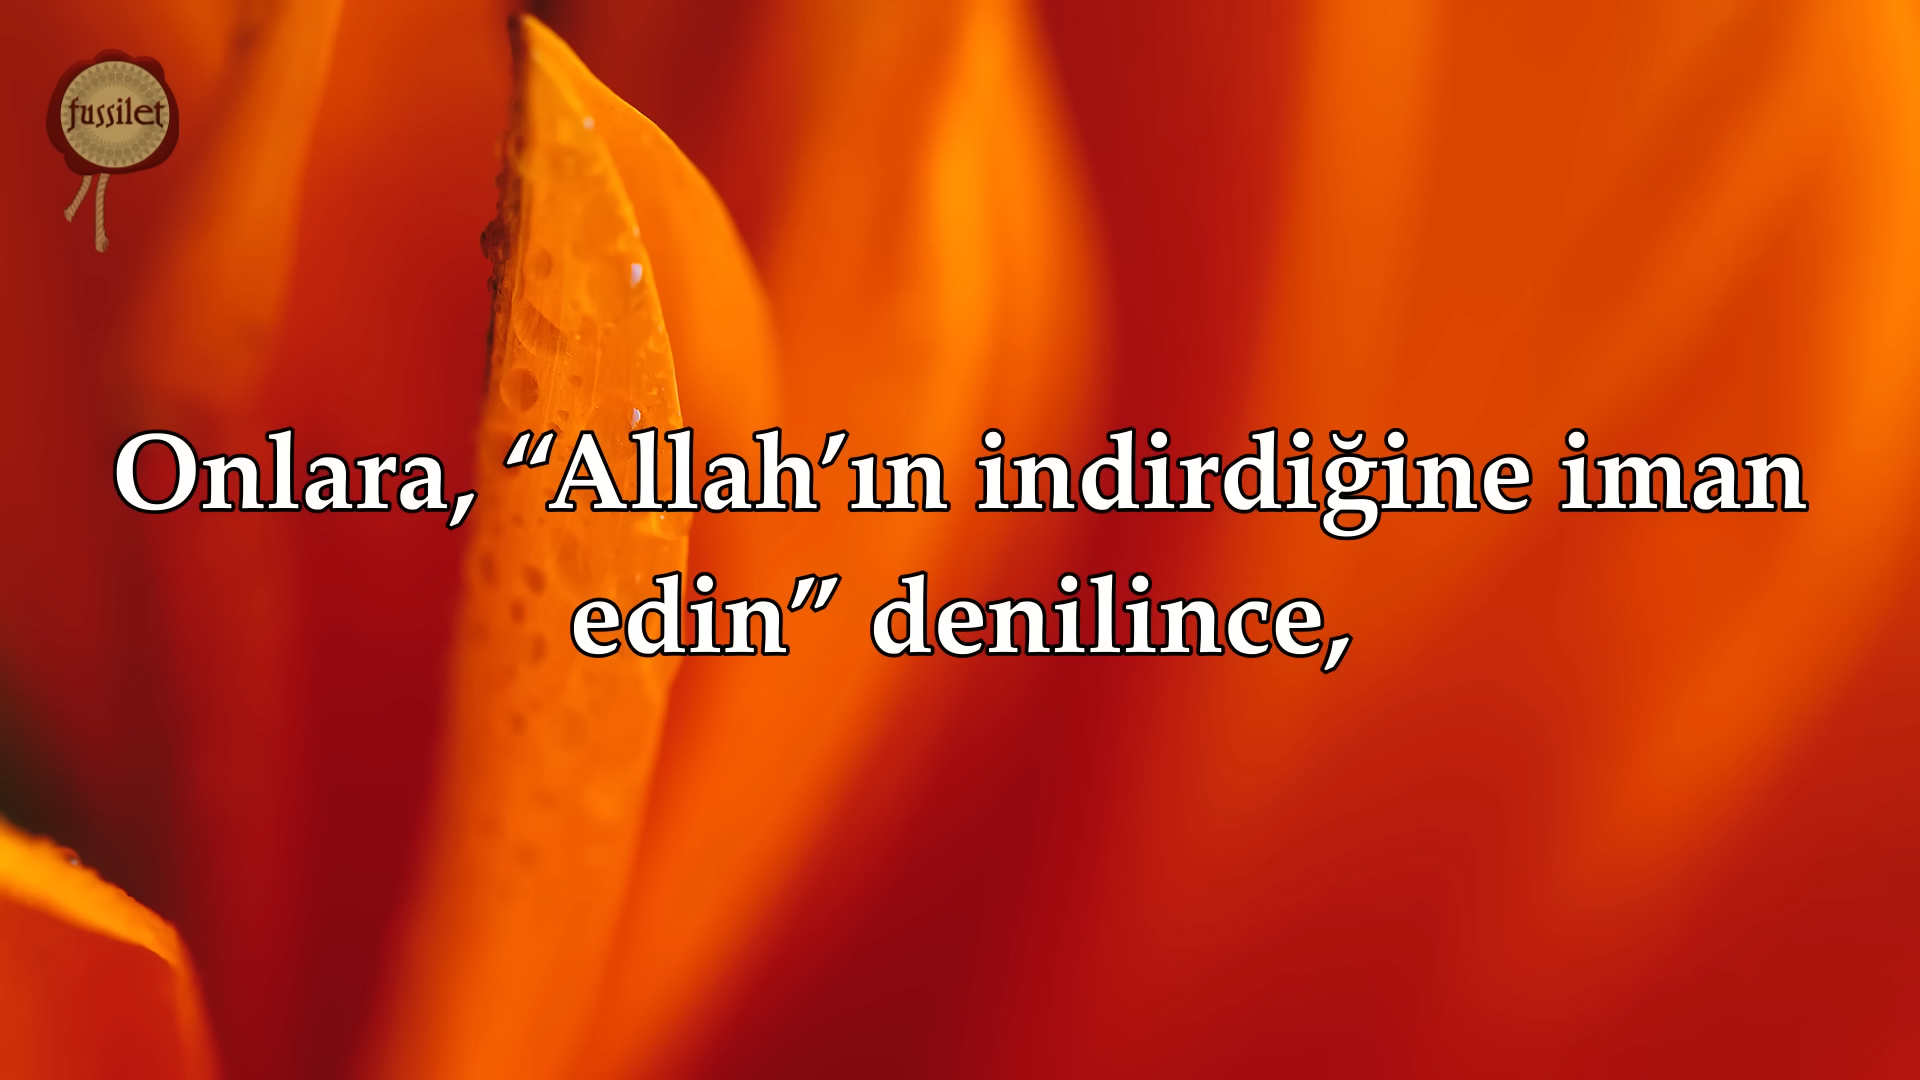 fussilet
Onlara, “Allah’ın indirdiğine iman
edin” denilince,